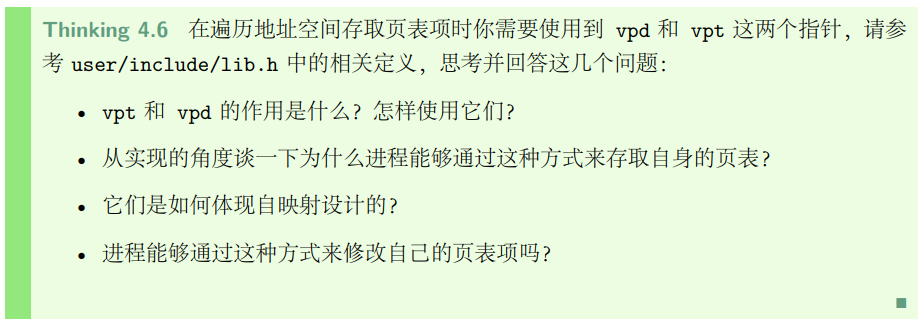 Thinking 4.6 在遍历地址空间存取页表项时你需要使用到 vpd 和 vpt 这两个指针，请参
考 user/include/lib.h 中的相关定义，思考并回答这几个问题：
• vpt 和 vpd 的作用是什么？怎样使用它们？
• 从实现的角度谈一下为什么进程能够通过这种方式来存取自身的页表？
• 它们是如何体现自映射设计的？
• 进程能够通过这种方式来修改自己的页表项吗？